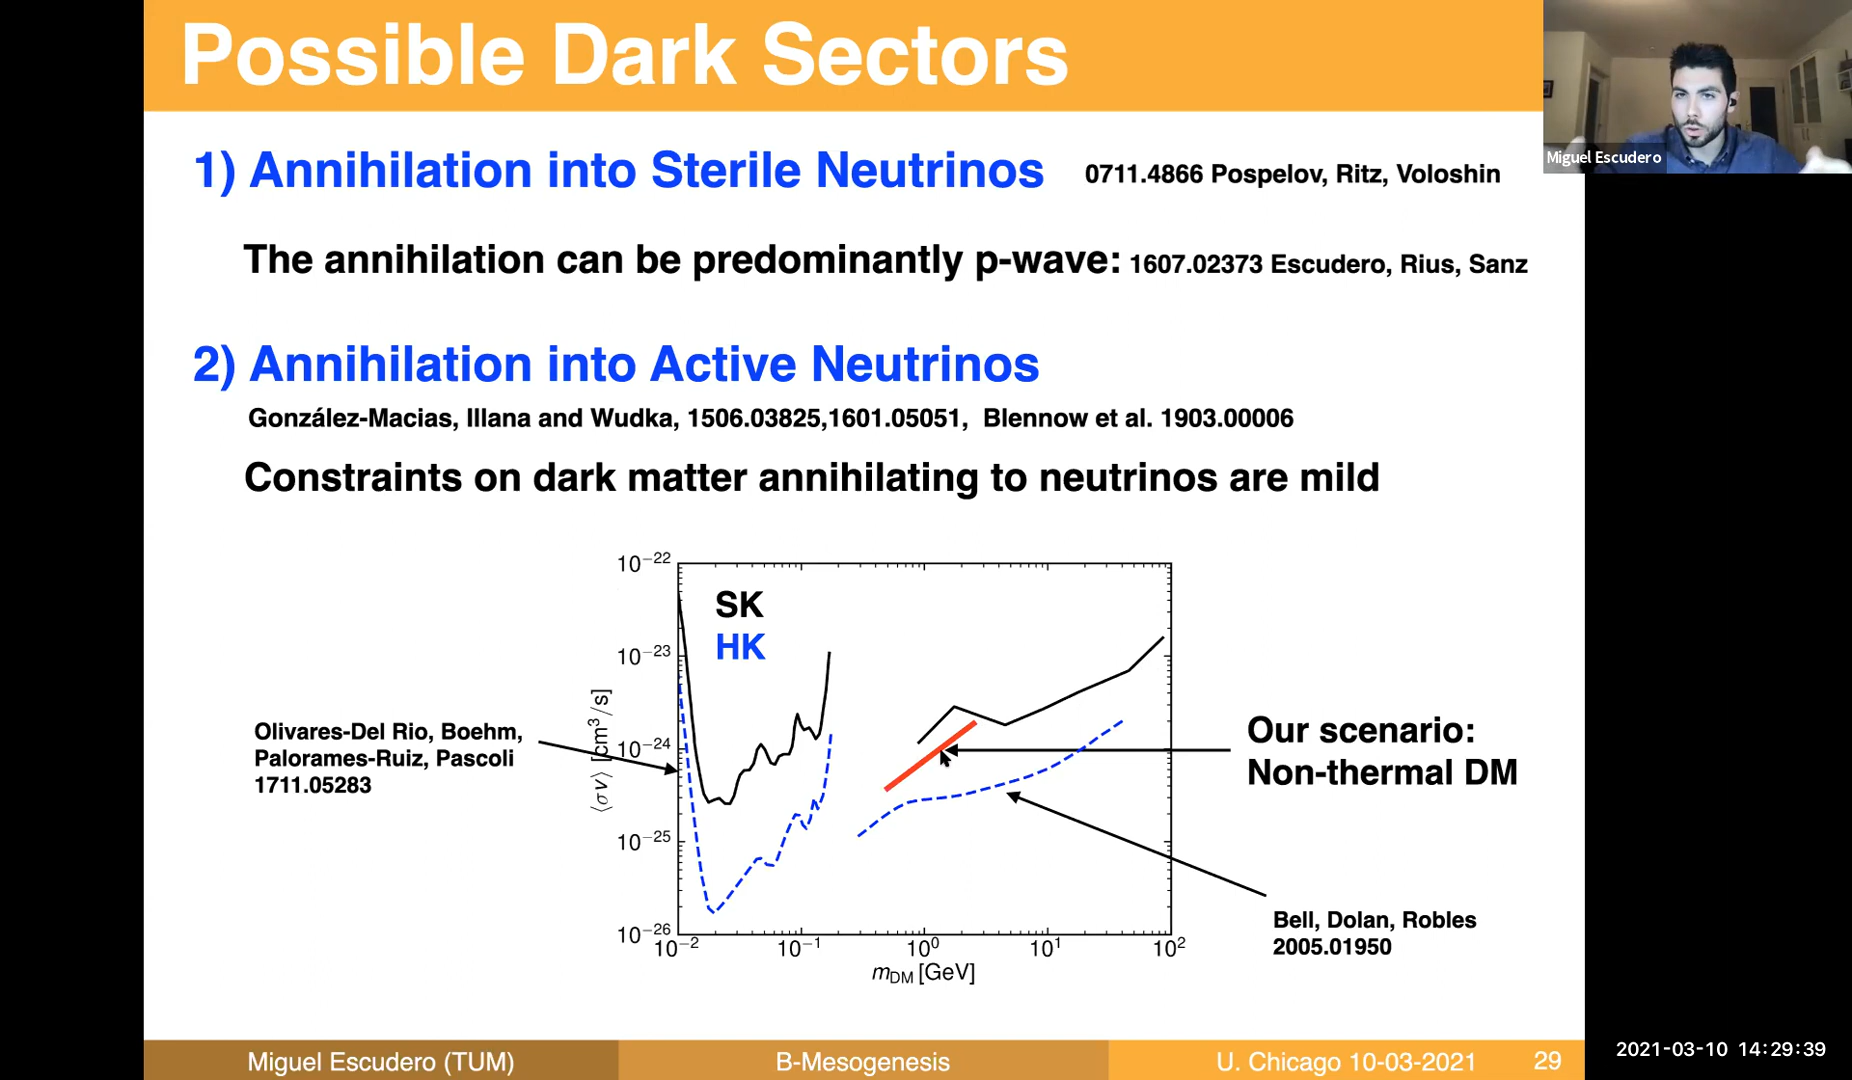 Possible Dark Sectors
Miguel Escudero
1) Annihilation into Sterile Neutrinos 0711.4866 Pospelov, Ritz, Voloshin
The annihilation can be predominantly p-wave: 1607.02373 Escudero, Rius, Sanz
2) Annihilation into Active Neutrinos
González-Macias, Illana and Wudka, 1506.03825,1601.05051, Blennow et al. 1903.00006
Constraints on dark matter annihilating to neutrinos are mild
10⁻²²
10⁻²³
10⁻²⁴
10⁻²⁵
10⁻²⁶
⟨σv⟩ [cm³/s]
SK
HK
10⁻² 10⁻¹ 10⁰ 10¹ 10²
mDM [GeV]
Olivares-Del Rio, Boehm,
Palorames-Ruiz, Pascoli
1711.05283
Our scenario:
Non-thermal DM
Bell, Dolan, Robles
2005.01950
Miguel Escudero (TUM) B-Mesogenesis U. Chicago 10-03-2021 29
2021-03-10 14:29:39